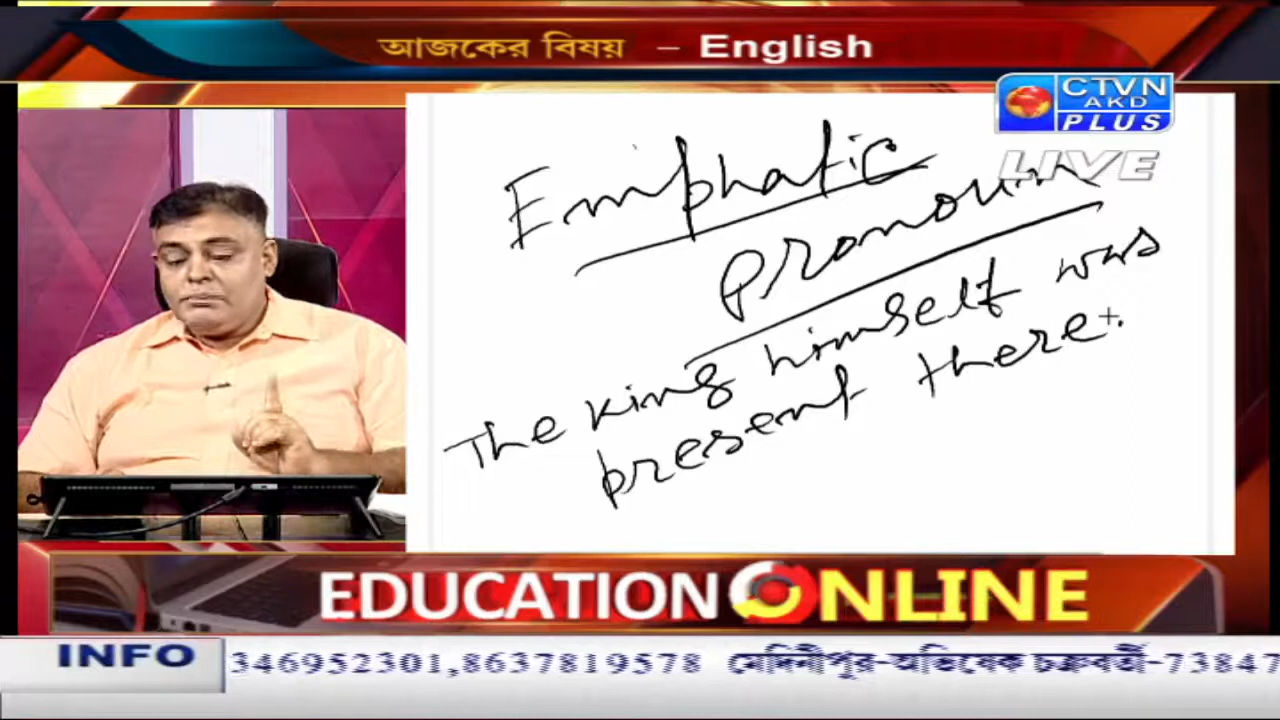 আজকের বিষয় – English
CTVN
AKD
PLUS
LIVE
Emphatic
pronoun
The king himself was
present there.
EDUCATION ONLINE
INFO
346952301,8637819578 মেদিনীপুর-অভিষেক চক্রবর্তী-73847